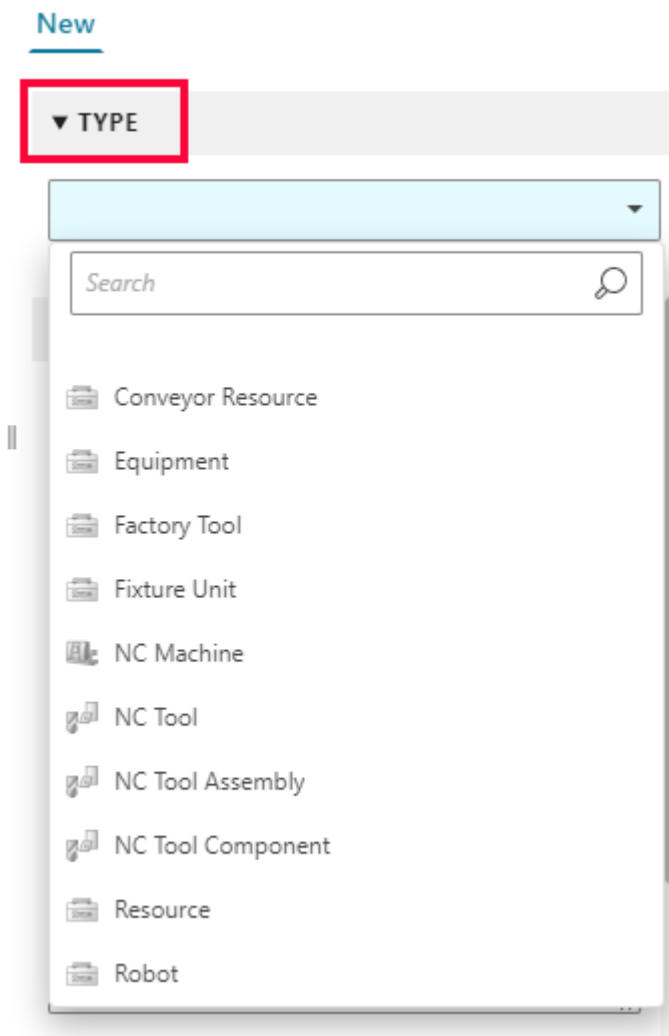 New
TYPE
Search
Conveyor Resource
Equipment
Factory Tool
Fixture Unit
NC Machine
NC Tool
NC Tool Assembly
NC Tool Component
Resource
Robot